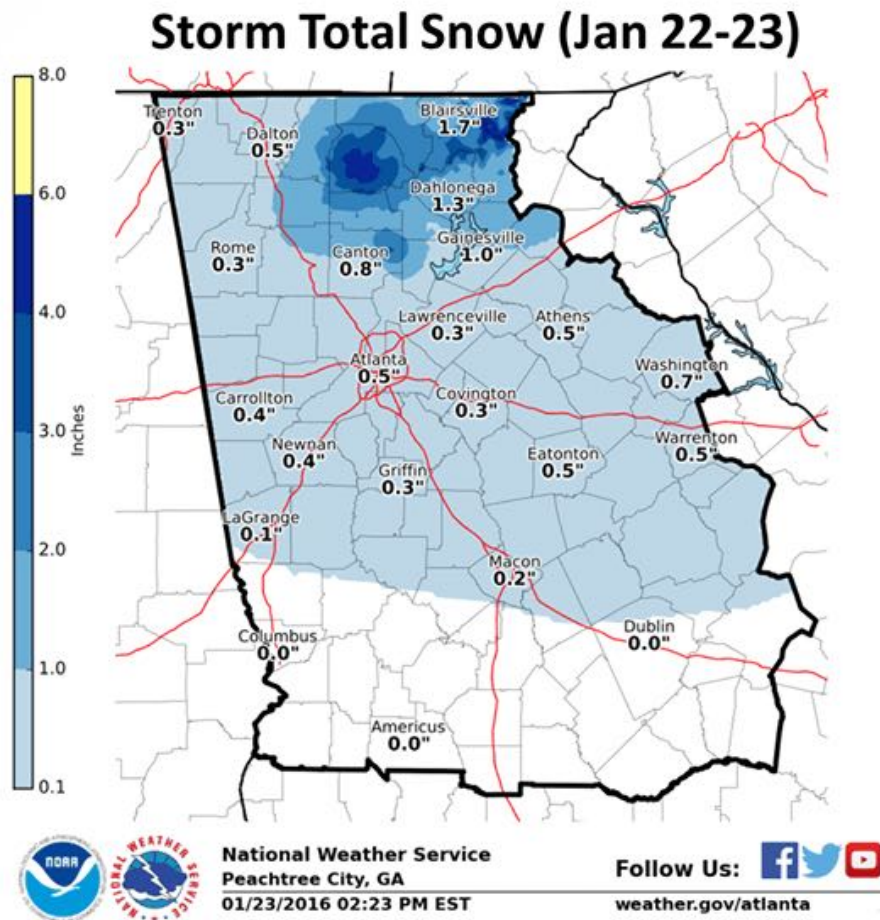 Storm Total Snow (Jan 22-23)
8.0
6.0
4.0
3.0
2.0
1.0
0.1
Inches
Trenton
0.3"
Dalton
0.5"
Blairsville
1.7"
Dahlonega
1.3"
Rome
0.3"
Canton
0.8"
Gainesville
1.0"
Lawrenceville
0.3"
Athens
0.5"
Atlanta
0.5"
Washington
0.7"
Carrollton
0.4"
Covington
0.3"
Newnan
0.4"
Griffin
0.3"
Eatonton
0.5"
Warrenton
0.5"
LaGrange
0.1"
Macon
0.2"
Columbus
0.0"
Dublin
0.0"
Americus
0.0"
NOAA
NATIONAL WEATHER SERVICE
National Weather Service
Peachtree City, GA
01/23/2016 02:23 PM EST
Follow Us:
weather.gov/atlanta